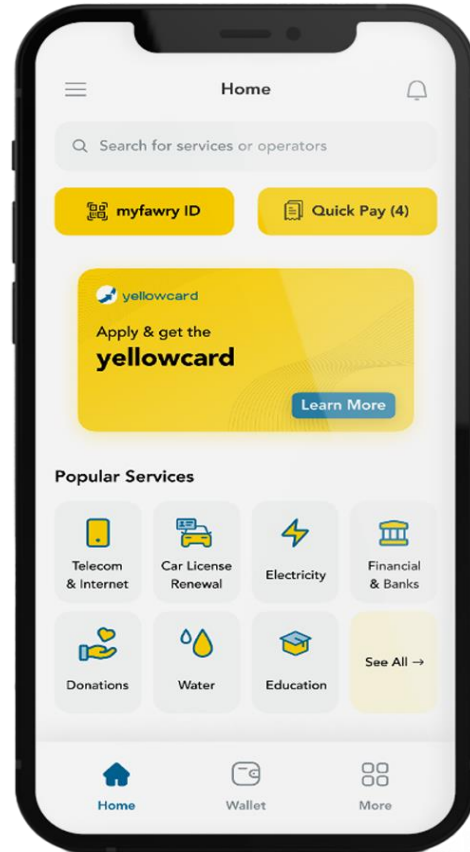 Home
Search for services or operators
myfawry ID
Quick Pay (4)
yellowcard
Apply & get the
yellowcard
Learn More
Popular Services
Telecom
& Internet
Car License
Renewal
Electricity
Financial
& Banks
Donations
Water
Education
See All →
Home
Wallet
More